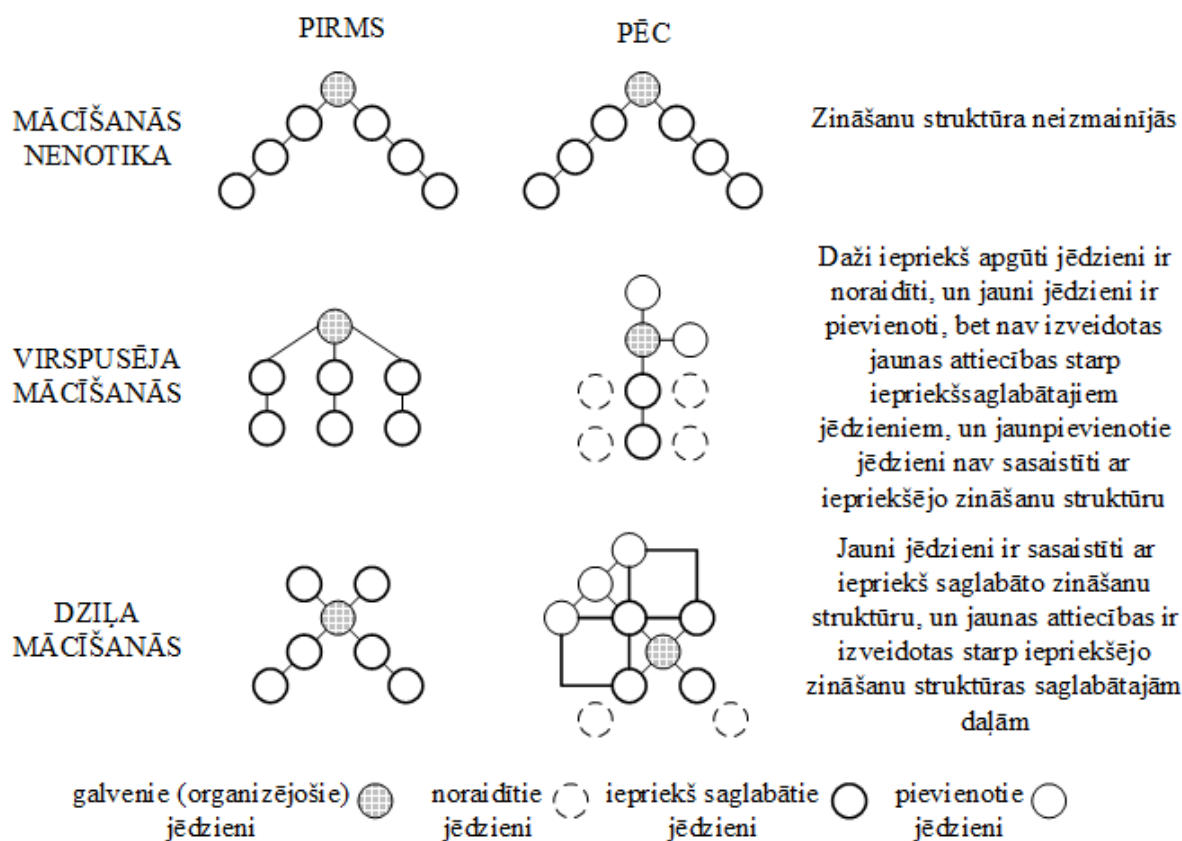 PIRMS
PĒC
MĀCĪŠANĀS
NENOTIKA
Zināšanu struktūra neizmainījās
VIRSPUSĒJA
MĀCĪŠANĀS
Daži iepriekš apgūti jēdzieni ir
noraidīti, un jauni jēdzieni ir
pievienoti, bet nav izveidotas
jaunas attiecības starp
iepriekšsaglabātajiem
jēdzieniem, un jaunpievienotie
jēdzieni nav sasaistīti ar
iepriekšējo zināšanu struktūru
DZIĻA
MĀCĪŠANĀS
Jauni jēdzieni ir sasaistīti ar
iepriekš saglabāto zināšanu
struktūru, un jaunas attiecības ir
izveidotas starp iepriekšējo
zināšanu struktūras saglabātajām
daļām
galvenie (organizējošie)
jēdzieni
noraidītie
jēdzieni
iepriekš saglabātie
jēdzieni
pievienotie
jēdzieni